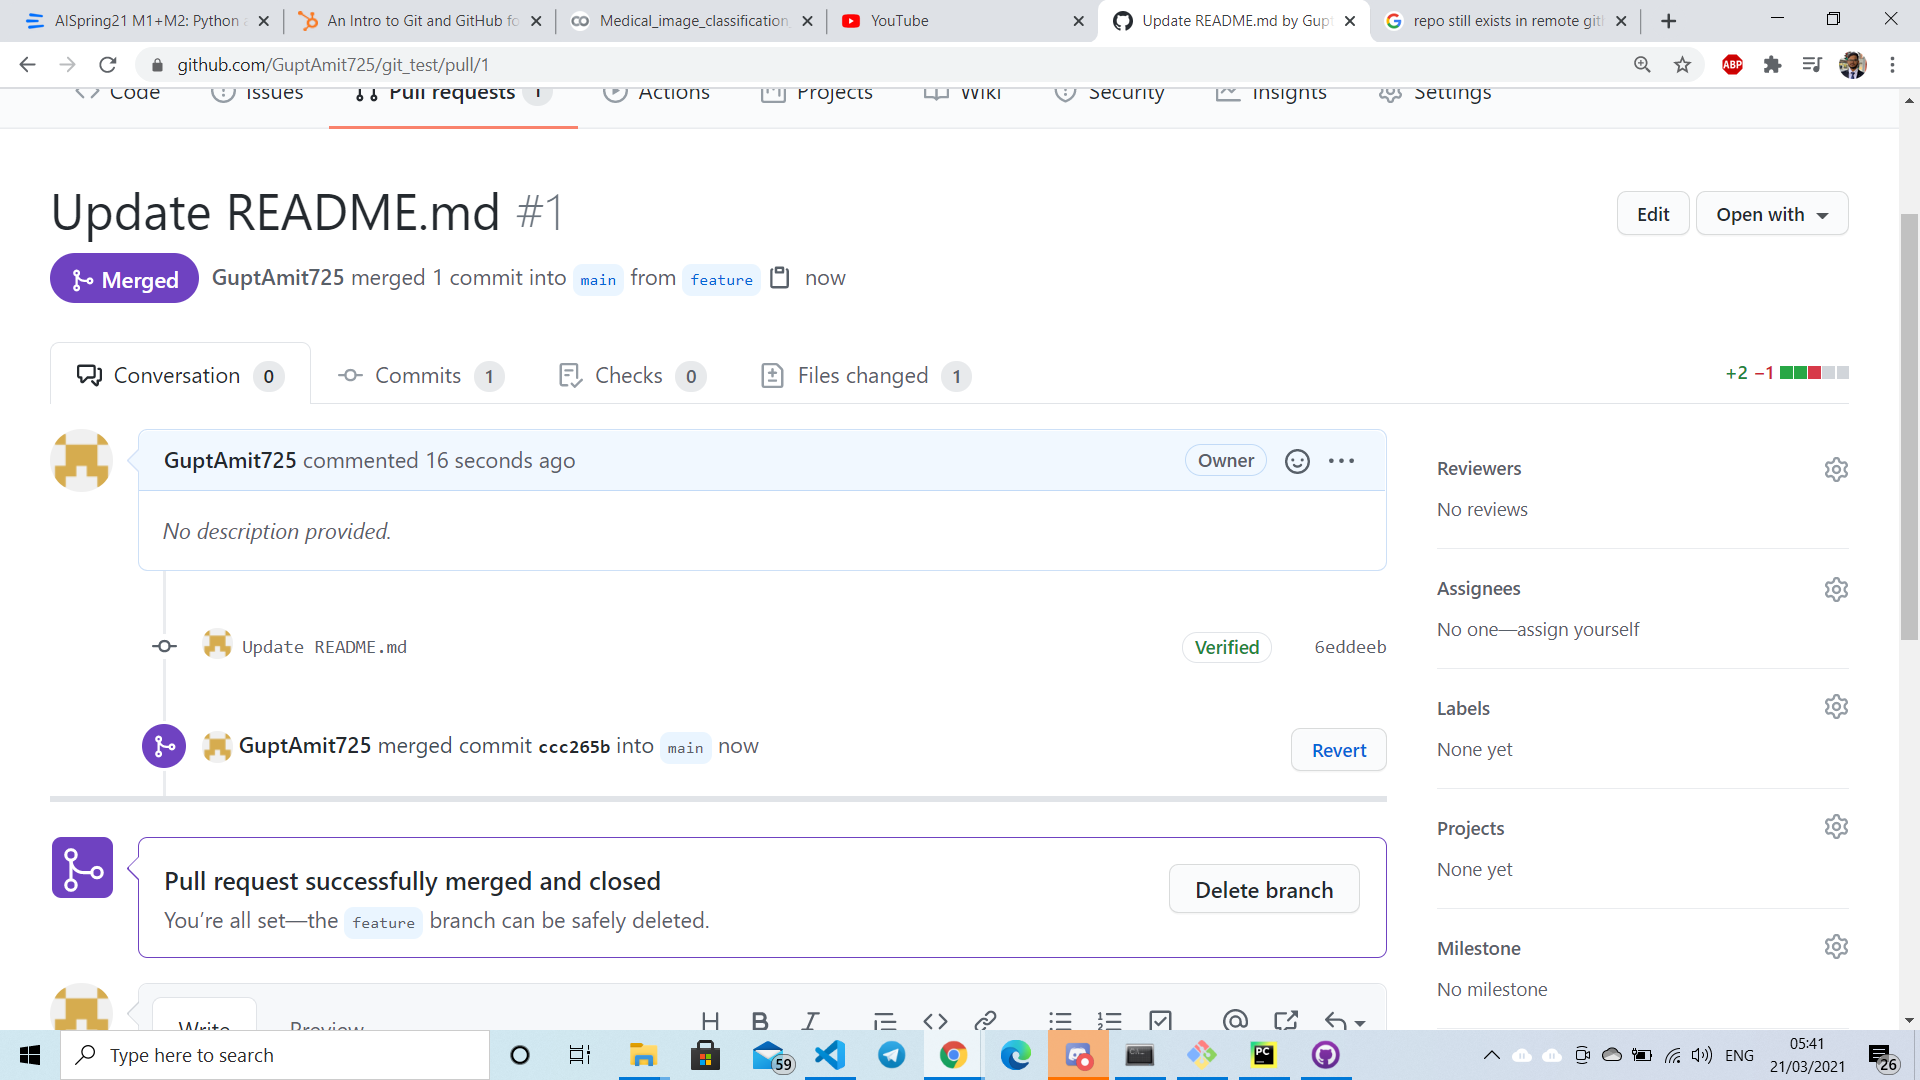 AISpring21 M1+M2: Python a
An Intro to Git and GitHub fo
Medical_image_classification
YouTube
Update README.md by Gupt
repo still exists in remote gith
github.com/GuptAmit725/git_test/pull/1
ABP
Code
Issues
Pull requests 1
Actions
Projects
Wiki
Security
Insights
Settings
Update README.md #1
Edit
Open with
Merged
GuptAmit725 merged 1 commit into main from feature now
Conversation 0
Commits 1
Checks 0
Files changed 1
+2 −1
GuptAmit725 commented 16 seconds ago
Owner
No description provided.
Update README.md
Verified
6eddeeb
GuptAmit725 merged commit ccc265b into main now
Revert
Pull request successfully merged and closed
You’re all set—the feature branch can be safely deleted.
Delete branch
Reviewers
No reviews
Assignees
No one—assign yourself
Labels
None yet
Projects
None yet
Milestone
No milestone
Write
Preview
Type here to search
59
PC
ENG
05:41
21/03/2021
26